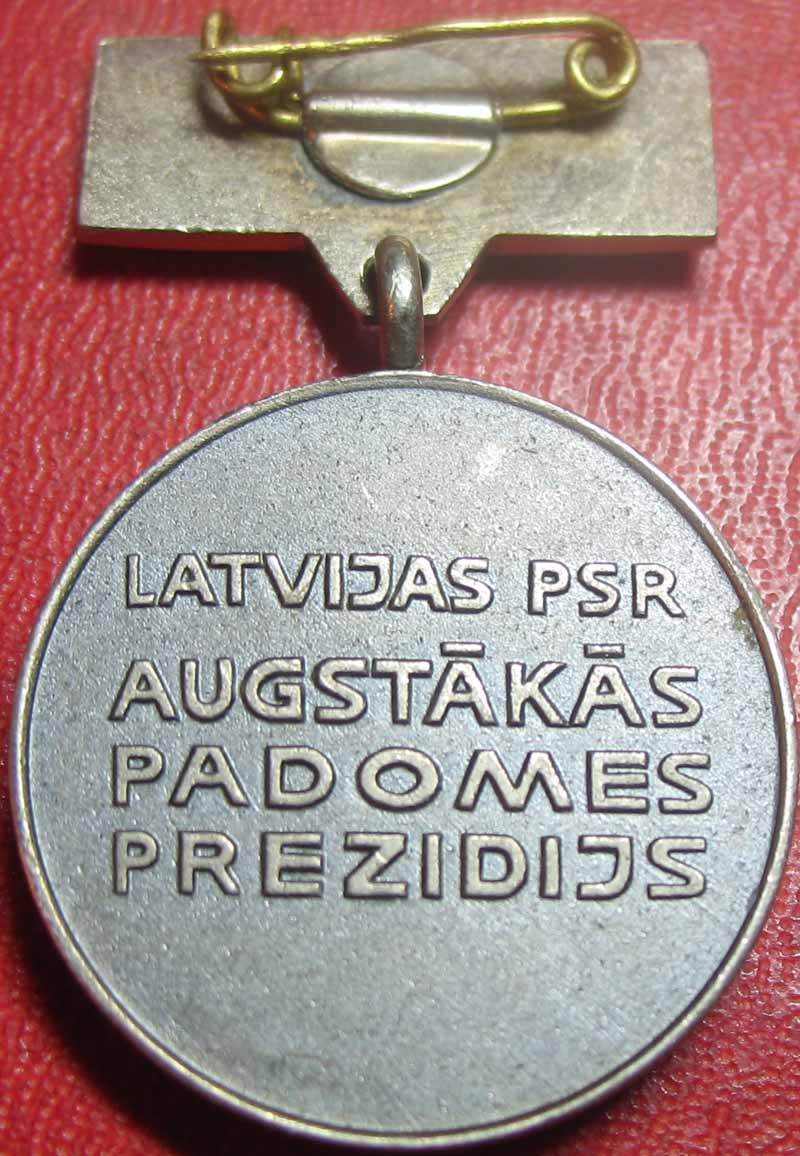 LATVIJAS PSR
AUGSTĀKĀS
PADOMES
PREZIDIJS